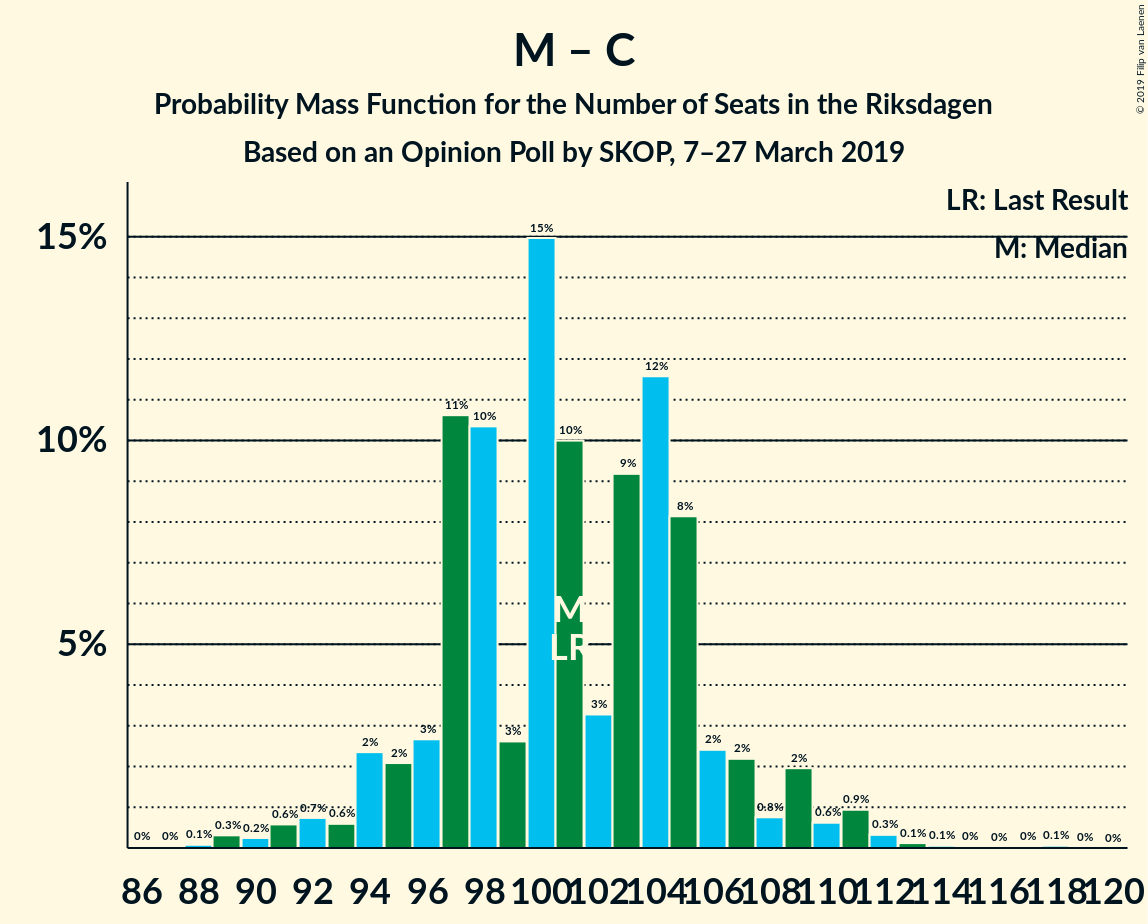 M – C
Probability Mass Function for the Number of Seats in the Riksdagen
Based on an Opinion Poll by SKOP, 7–27 March 2019
© 2019 Filip van Laenen
LR: Last Result
M: Median
15%
10%
5%
0% 0% 0.1% 0.3% 0.2% 0.6% 0.7% 0.6% 2% 2% 3% 11% 10% 3% 15% 10% 3% 9% 12% 8% 2% 2% 0.8% 2% 0.6% 0.9% 0.3% 0.1% 0.1% 0% 0% 0% 0.1% 0% 0%
M
LR
86 88 90 92 94 96 98 100 102 104 106 108 110 112 114 116 118 120